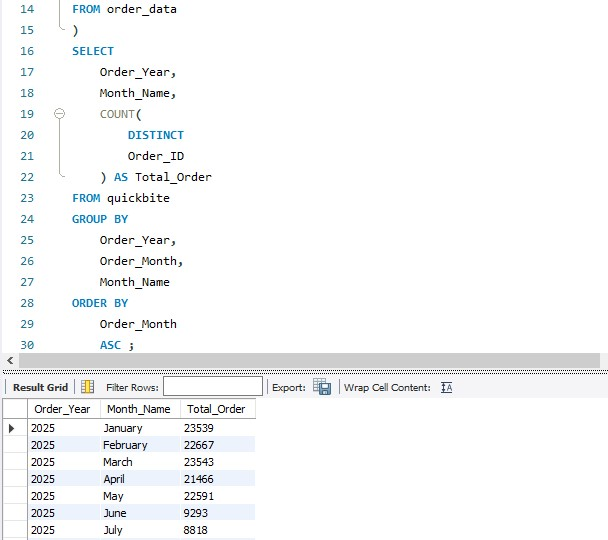 14 FROM order_data
15 )
16 SELECT
17 Order_Year,
18 Month_Name,
19 COUNT(
20 DISTINCT
21 Order_ID
22 ) AS Total_Order
23 FROM quickbite
24 GROUP BY
25 Order_Year,
26 Order_Month,
27 Month_Name
28 ORDER BY
29 Order_Month
30 ASC ;
Result Grid Filter Rows: Export: Wrap Cell Content: IA
Order_Year Month_Name Total_Order
2025 January 23539
2025 February 22667
2025 March 23543
2025 April 21466
2025 May 22591
2025 June 9293
2025 July 8818